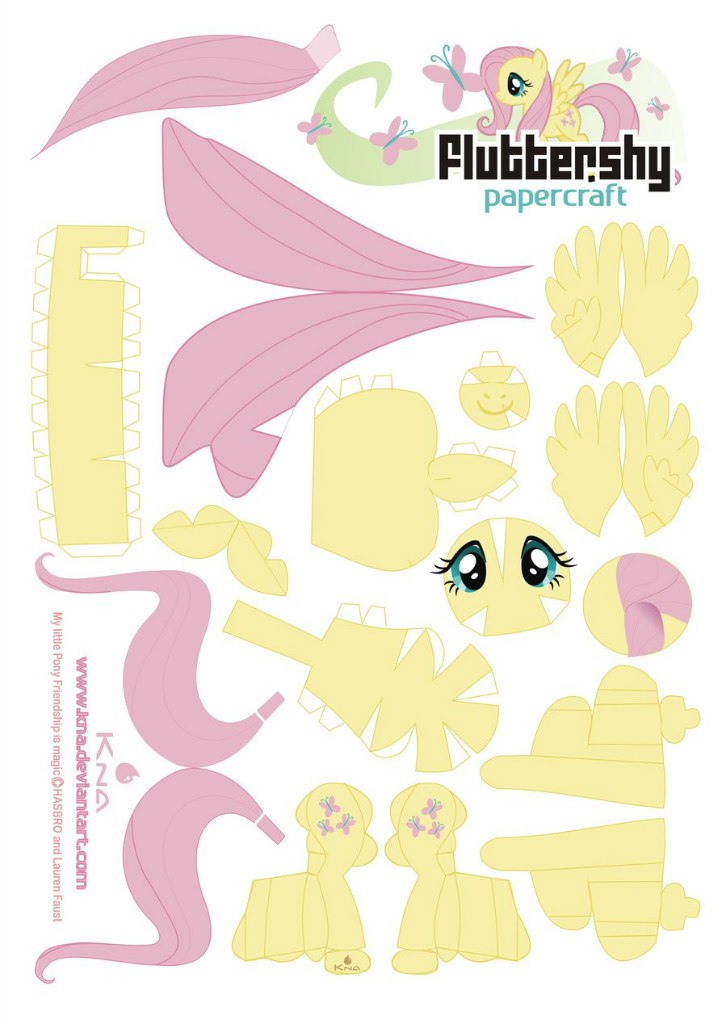 Fluttershy
papercraft
My little Pony Friendship is magic©HASBRO and Lauren Faust
www.kna.deviantart.com
KNA
KNA